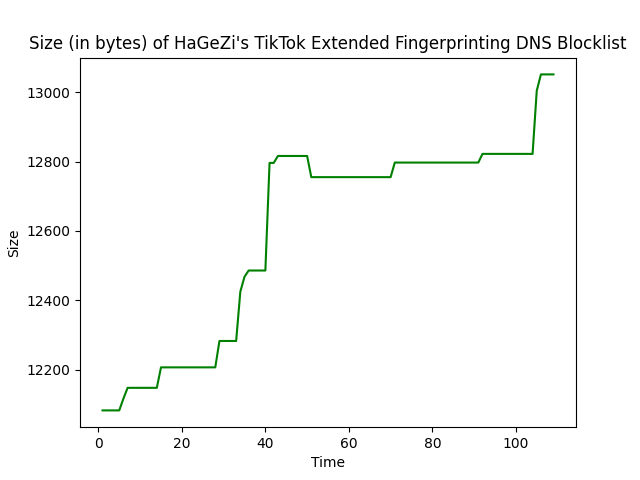 Size (in bytes) of HaGeZi's TikTok Extended Fingerprinting DNS Blocklist
13000
12800
12600
12400
12200
Size
0 20 40 60 80 100
Time